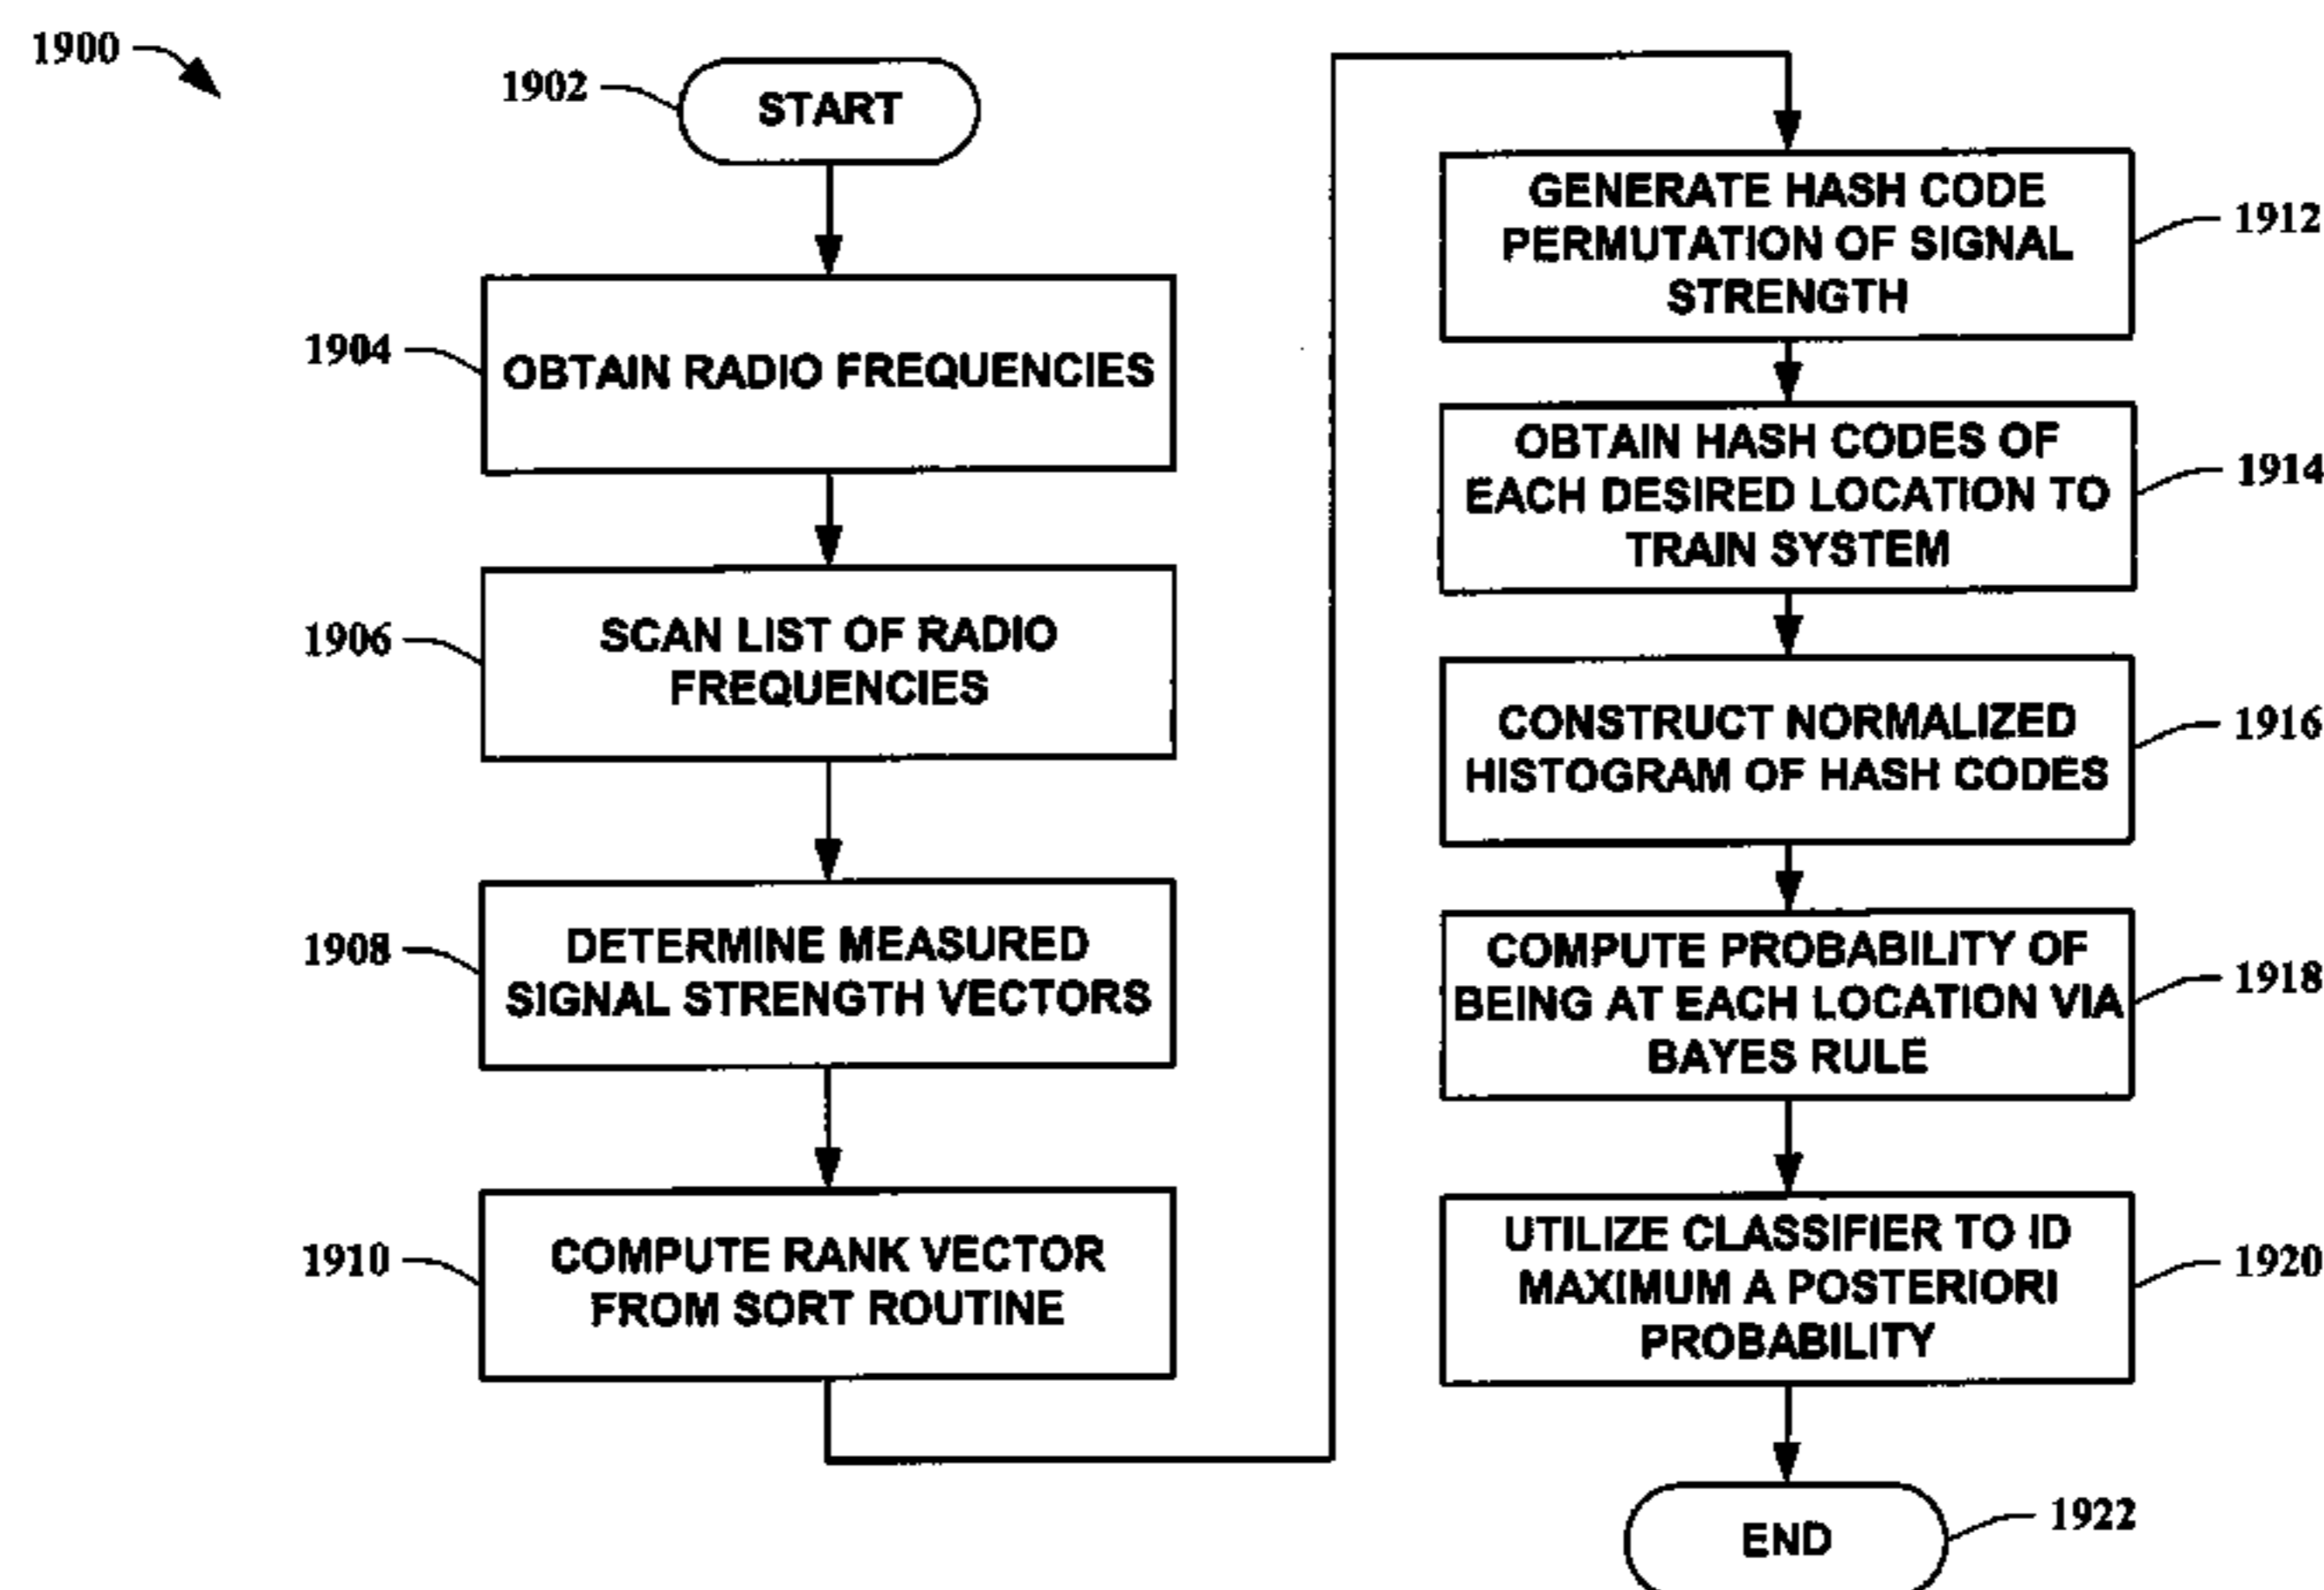 1900
1902
START
1904
OBTAIN RADIO FREQUENCIES
1906
SCAN LIST OF RADIO
FREQUENCIES
1908
DETERMINE MEASURED
SIGNAL STRENGTH VECTORS
1910
COMPUTE RANK VECTOR
FROM SORT ROUTINE
GENERATE HASH CODE
PERMUTATION OF SIGNAL
STRENGTH
1912
OBTAIN HASH CODES OF
EACH DESIRED LOCATION TO
TRAIN SYSTEM
1914
CONSTRUCT NORMALIZED
HISTOGRAM OF HASH CODES
1916
COMPUTE PROBABILITY OF
BEING AT EACH LOCATION VIA
BAYES RULE
1918
UTILIZE CLASSIFIER TO ID
MAXIMUM A POSTERIORI
PROBABILITY
1920
END
1922